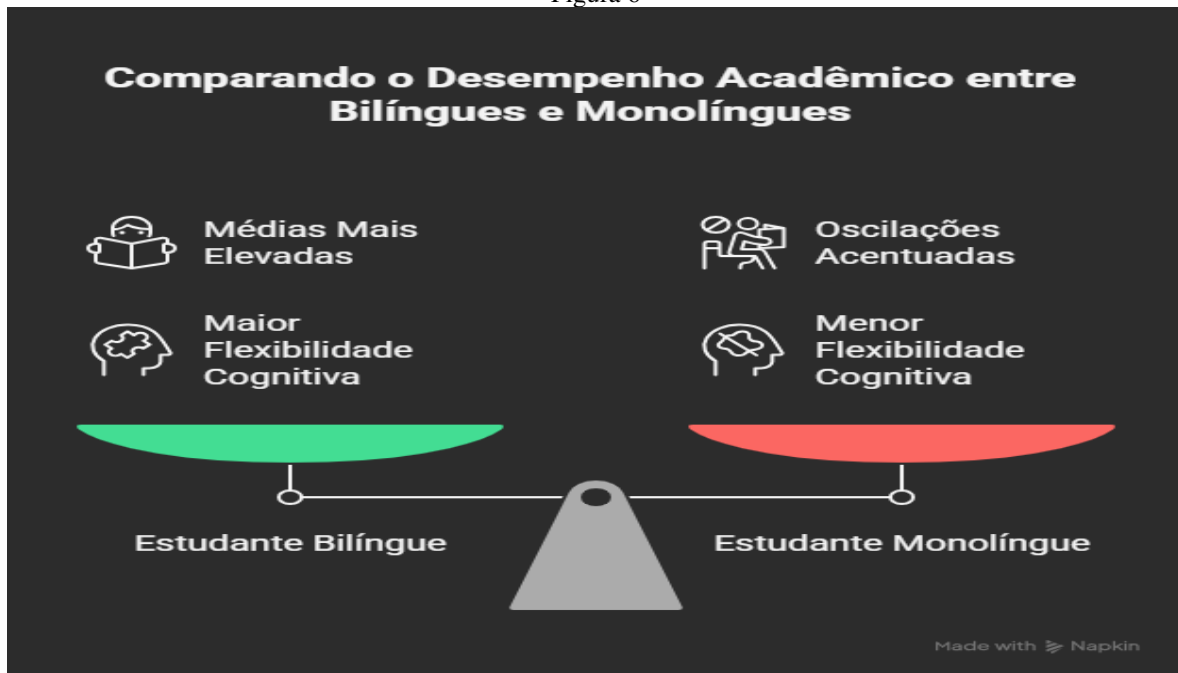 Comparando o Desempenho Acadêmico entre
Bilíngues e Monolíngues
Médias Mais
Elevadas
Maior
Flexibilidade
Cognitiva
Oscilações
Acentuadas
Menor
Flexibilidade
Cognitiva
Estudante Bilíngue
Estudante Monolíngue
Made with Napkin